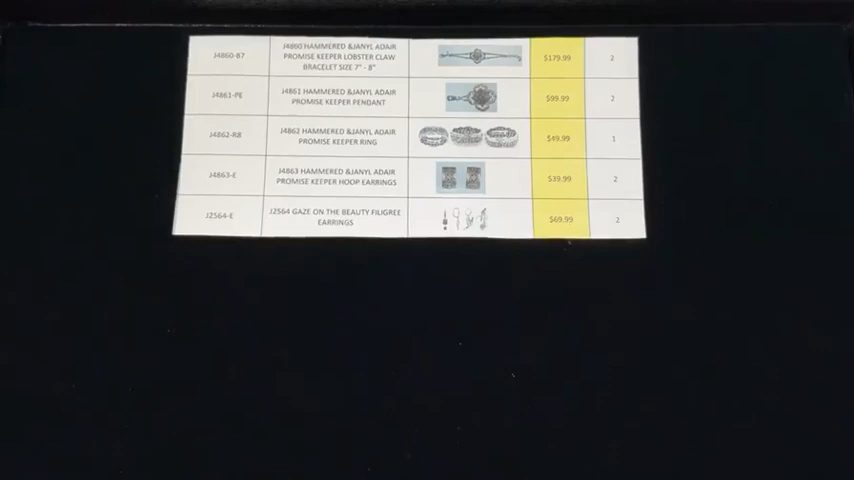 J4860-B7
J4860 HAMMERED &JANYL ADAIR
PROMISE KEEPER LOBSTER CLAW
BRACELET SIZE 7" - 8"
$179.99
2
J4861-PE
J4861 HAMMERED &JANYL ADAIR
PROMISE KEEPER PENDANT
$99.99
2
J4862-R8
J4862 HAMMERED &JANYL ADAIR
PROMISE KEEPER RING
$49.99
1
J4863-E
J4863 HAMMERED &JANYL ADAIR
PROMISE KEEPER HOOP EARRINGS
$39.99
2
J2564-E
J2564 GAZE ON THE BEAUTY FILIGREE
EARRINGS
$69.99
2